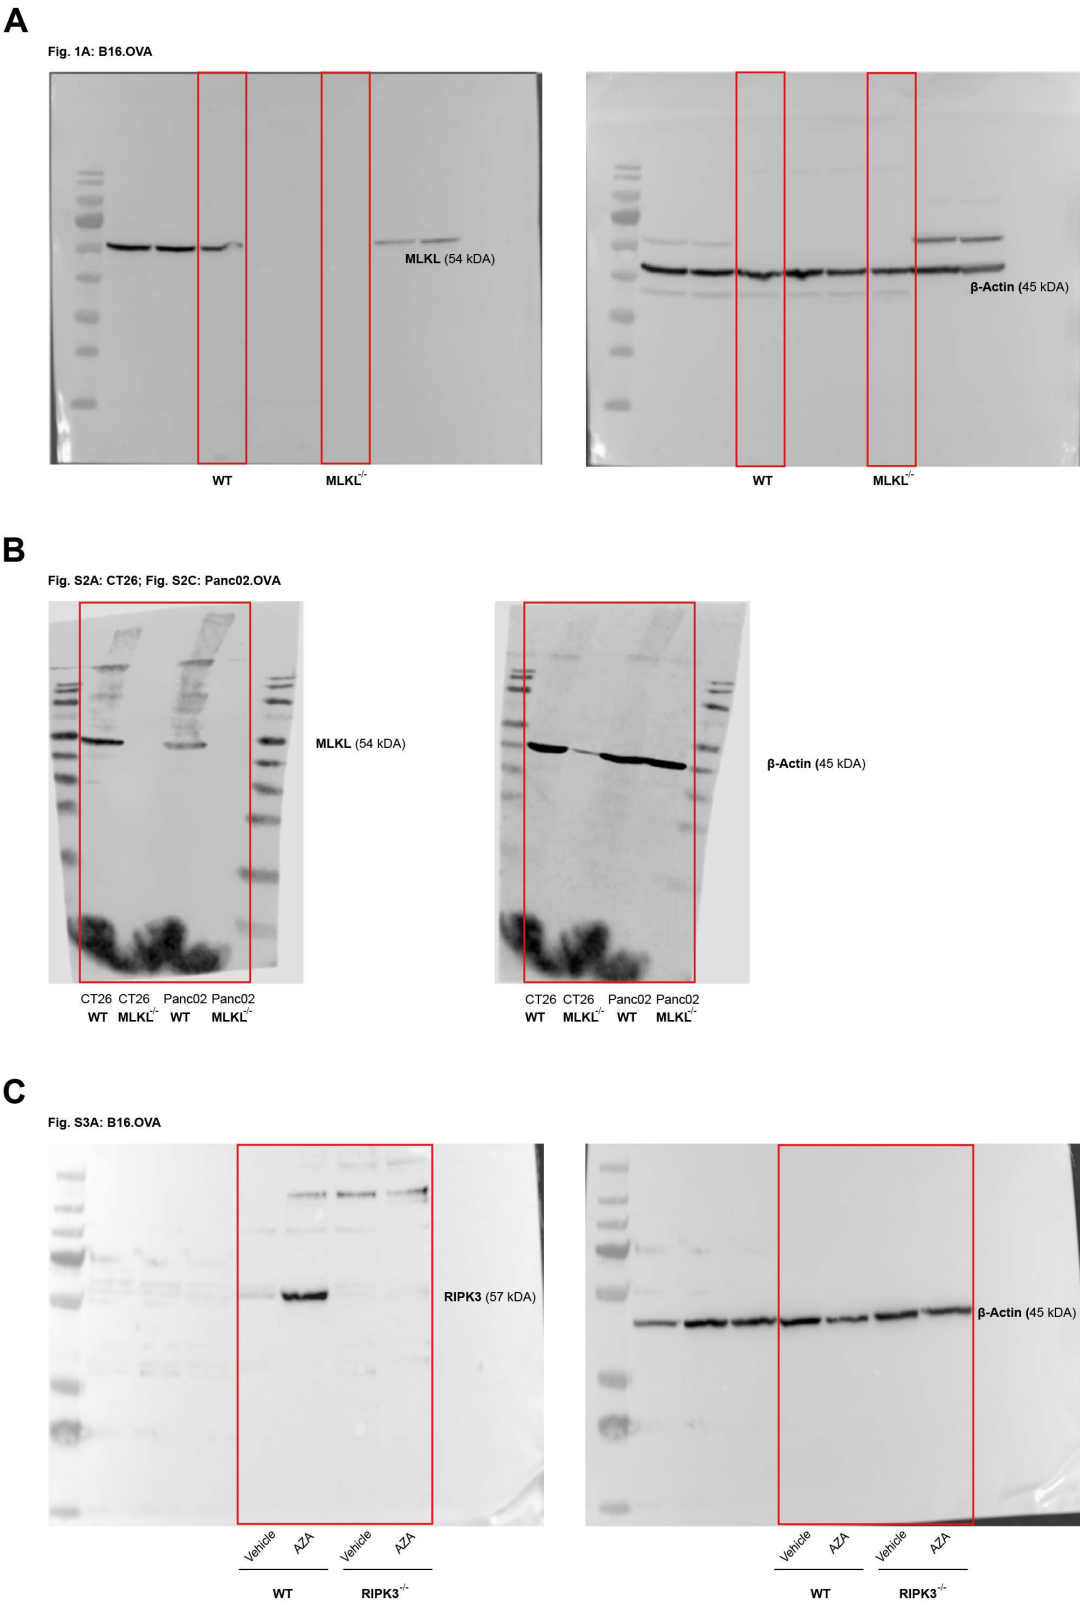 A
Fig. 1A: B16.OVA
MLKL (54 kDA)
β-Actin (45 kDA)
WT
MLKL-/-
WT
MLKL-/-
B
Fig. S2A: CT26; Fig. S2C: Panc02.OVA
MLKL (54 kDA)
β-Actin (45 kDA)
CT26 CT26 Panc02 Panc02
WT MLKL-/- WT MLKL-/-
CT26 CT26 Panc02 Panc02
WT MLKL-/- WT MLKL-/-
C
Fig. S3A: B16.OVA
RIPK3 (57 kDA)
β-Actin (45 kDA)
Vehicle AZA Vehicle AZA
WT RIPK3-/-
Vehicle AZA Vehicle AZA
WT RIPK3-/-